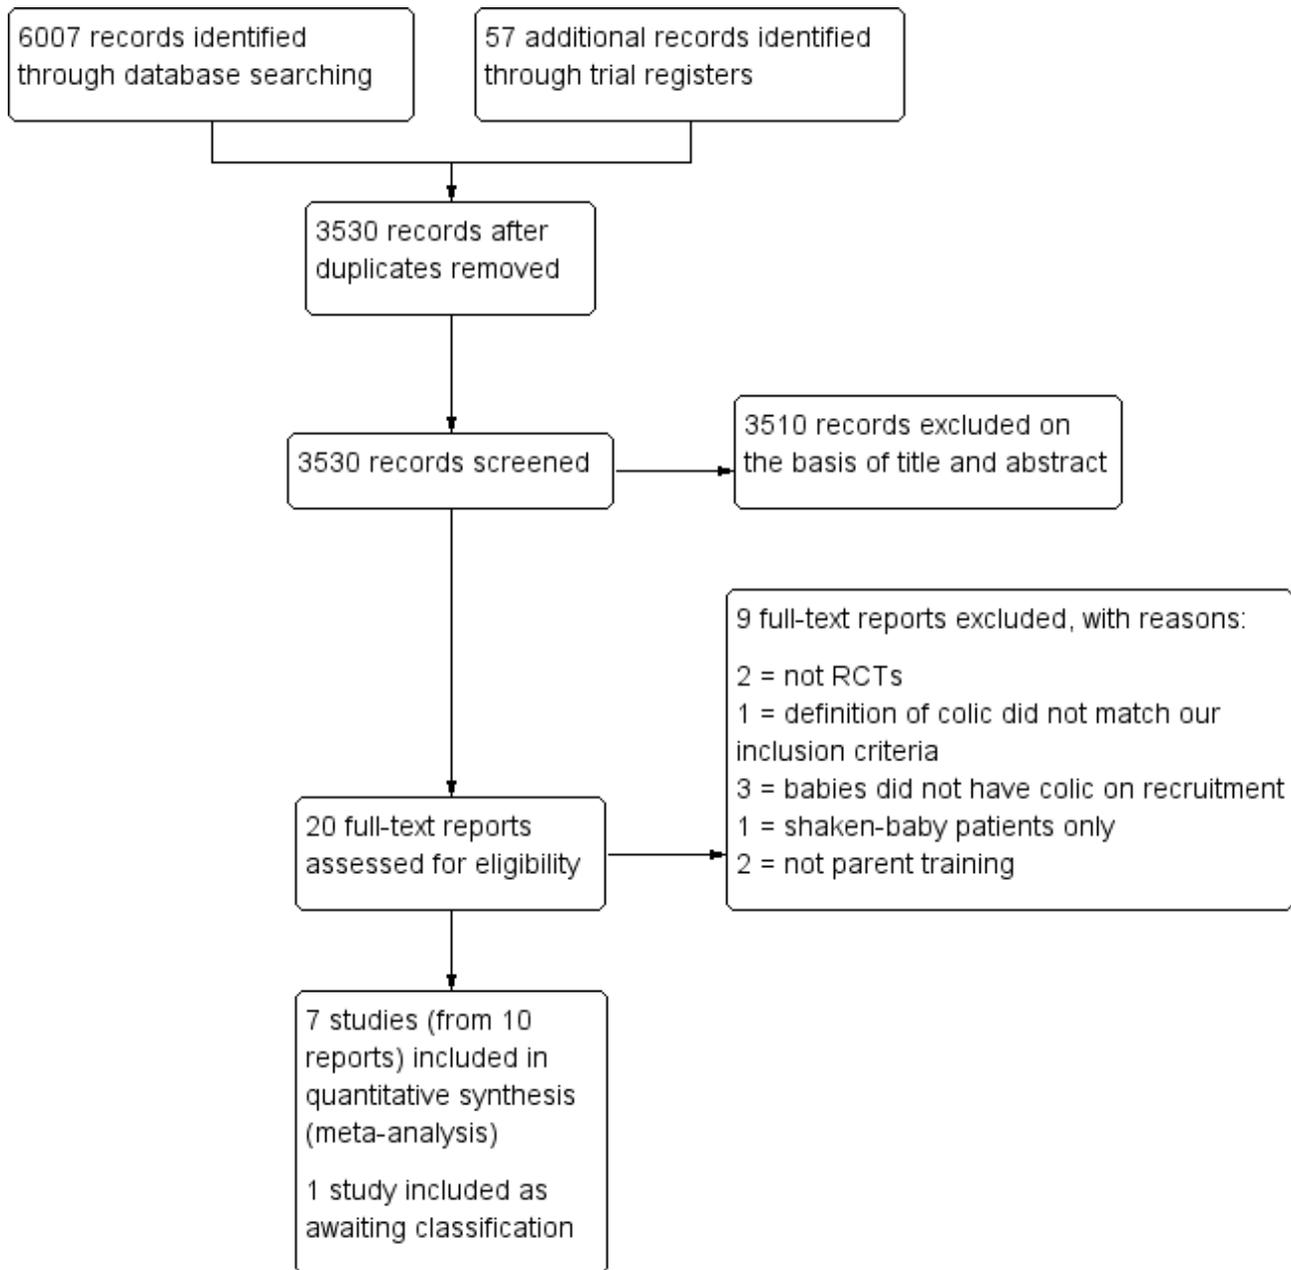 6007 records identified
through database searching
57 additional records identified
through trial registers
3530 records after
duplicates removed
3530 records screened
3510 records excluded on
the basis of title and abstract
20 full-text reports
assessed for eligibility
9 full-text reports excluded, with reasons:
2 = not RCTs
1 = definition of colic did not match our
inclusion criteria
3 = babies did not have colic on recruitment
1 = shaken-baby patients only
2 = not parent training
7 studies (from 10
reports) included in
quantitative synthesis
(meta-analysis)
1 study included as
awaiting classification